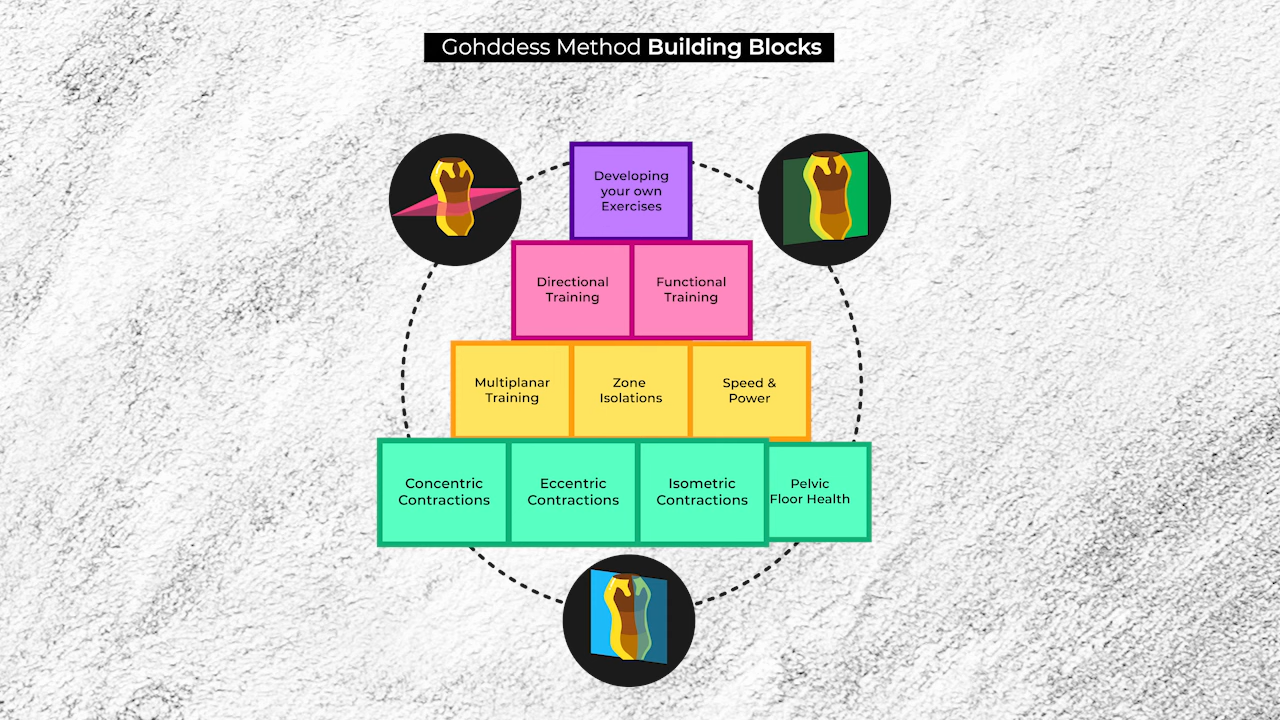 Gohddess Method Building Blocks
Developing
your own
Exercises
Directional
Training
Functional
Training
Multiplanar
Training
Zone
Isolations
Speed &
Power
Concentric
Contractions
Eccentric
Contractions
Isometric
Contractions
Pelvic
Floor Health